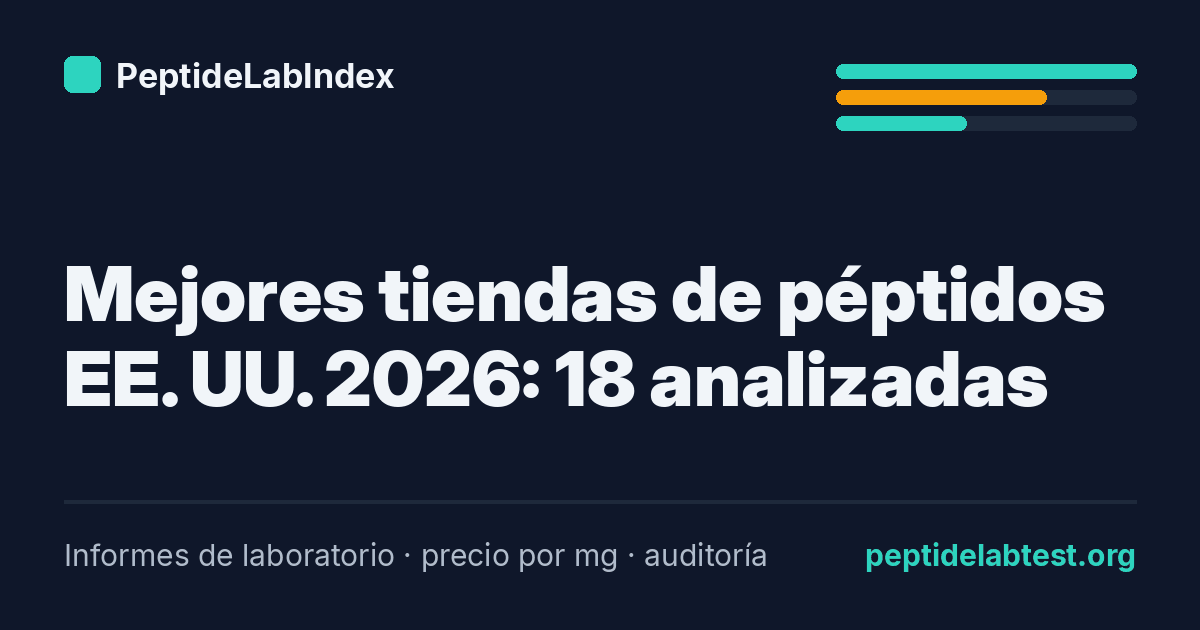 PeptideLabIndex
Mejores tiendas de péptidos
EE. UU. 2026: 18 analizadas
Informes de laboratorio · precio por mg · auditoría
peptidelabtest.org